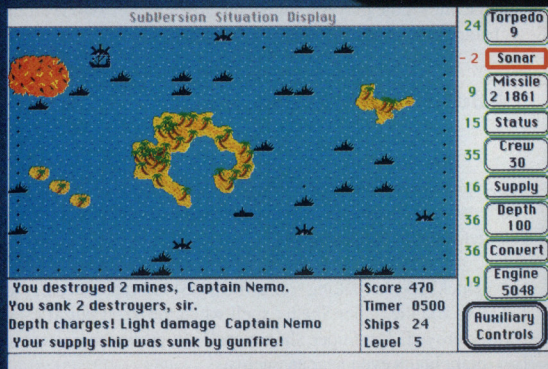 SubVersion Situation Display
24 Torpedo
9
- 2 Sonar
9 Missile
2 1861
15 Status
35 Crew
30
16 Supply
36 Depth
100
36 Convert
19 Engine
5048
Auxiliary
Controls
You destroyed 2 mines, Captain Nemo.
You sank 2 destroyers, sir.
Depth charges! Light damage Captain Nemo
Your supply ship was sunk by gunfire!
Score 470
Timer 0500
Ships 24
Level 5